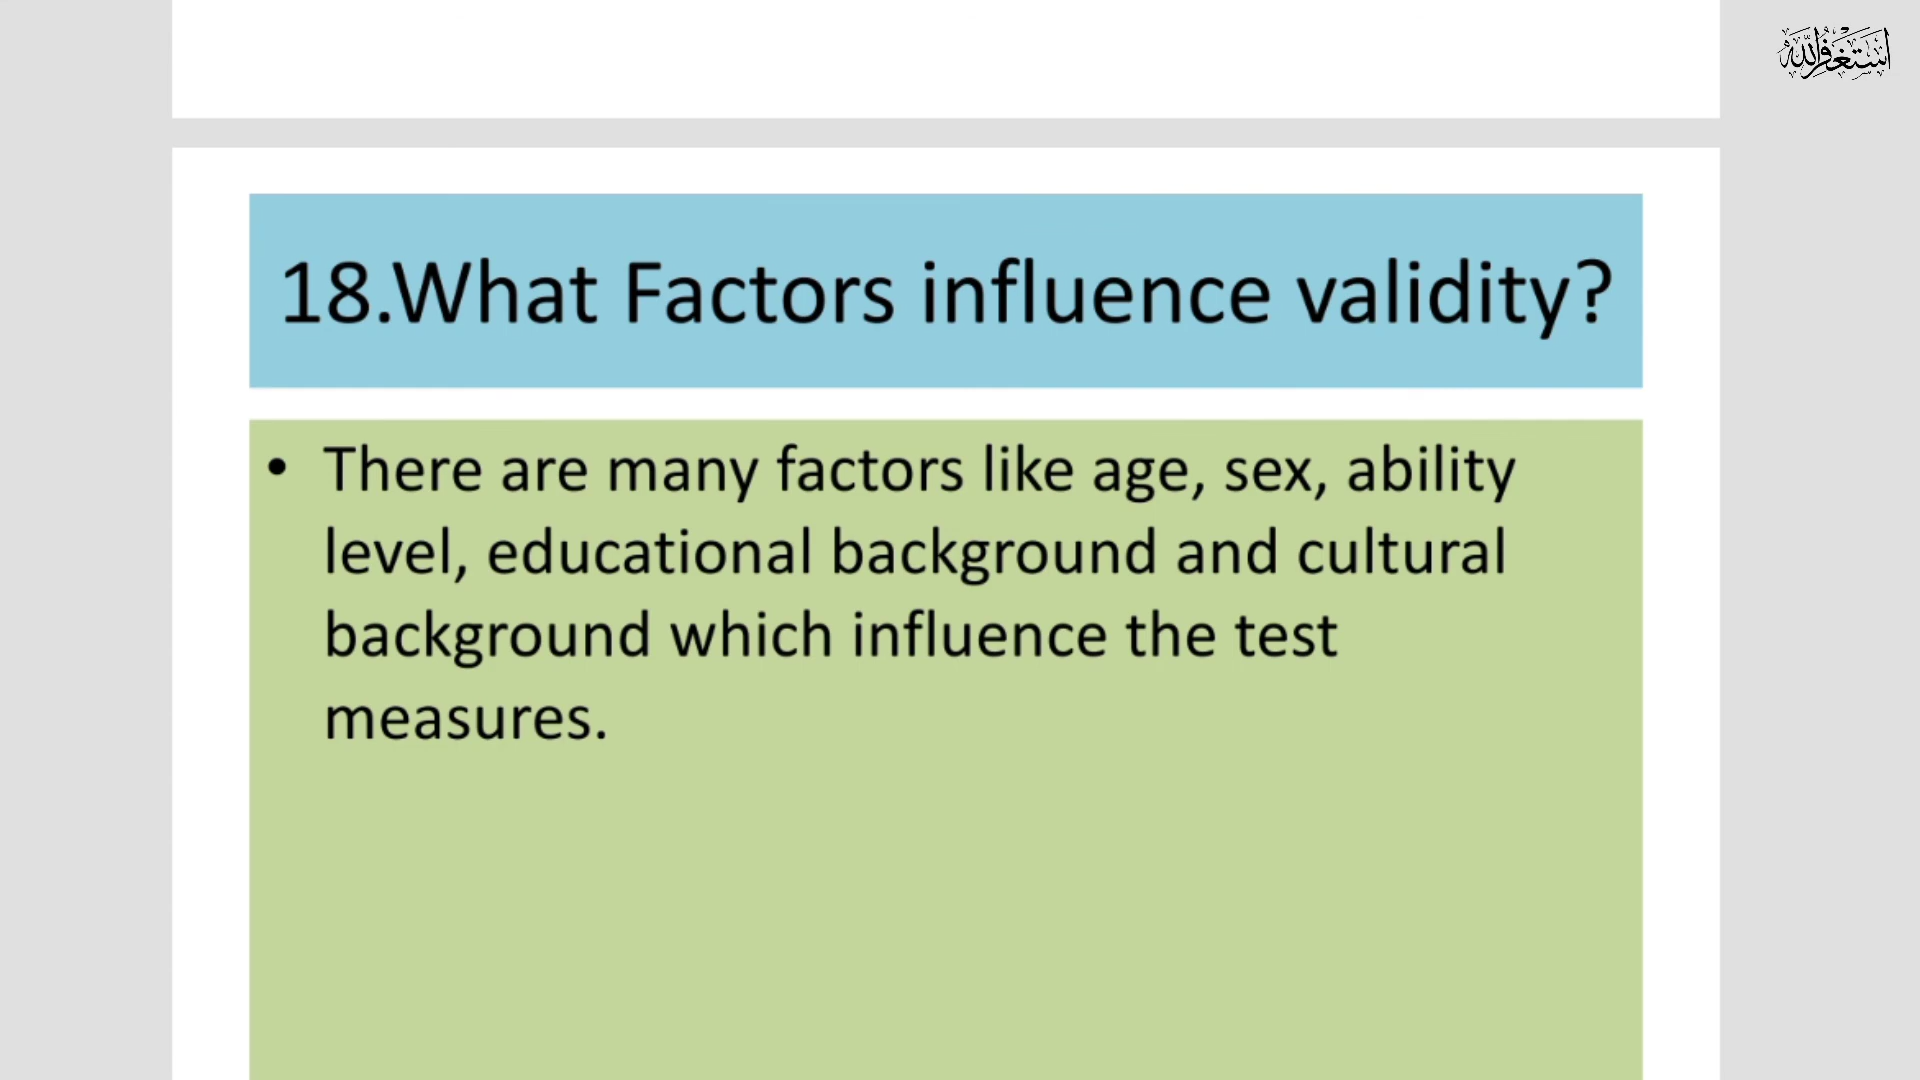 أستغفر الله
18.What Factors influence validity?
• There are many factors like age, sex, ability
level, educational background and cultural
background which influence the test
measures.